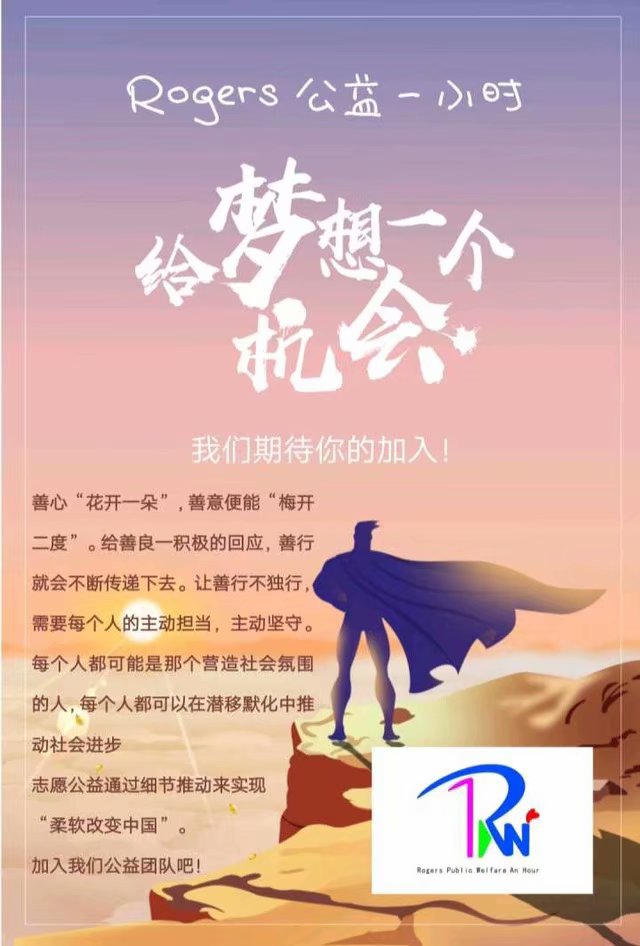 Rogers 公益一小时
给梦想一个
机会
我们期待你的加入！
善心“花开一朵”，善意便能“梅开
二度”。给善良一积极的回应，善行
就会不断传递下去。让善行不独行，
需要每个人的主动担当，主动坚守。
每个人都可能是那个营造社会氛围
的人，每个人都可以在潜移默化中推
动社会进步
志愿公益通过细节推动来实现
“柔软改变中国”。
加入我们公益团队吧！
Rogers Public Welfare An Hour